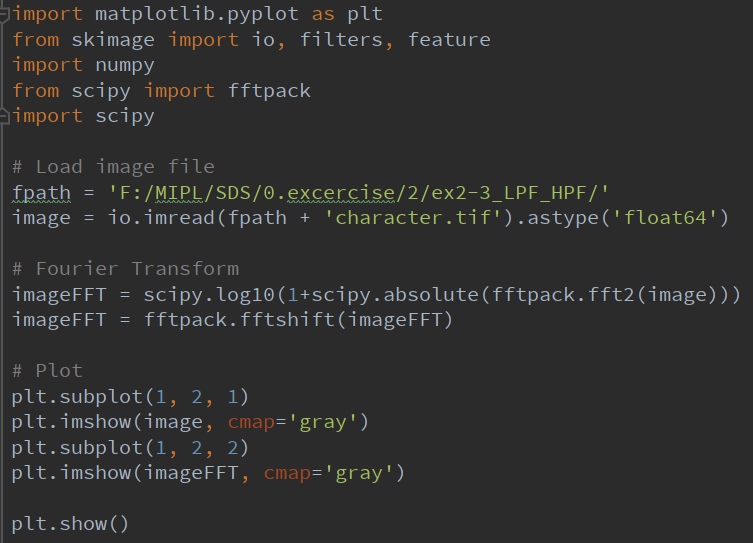 import matplotlib.pyplot as plt
from skimage import io, filters, feature
import numpy
from scipy import fftpack
import scipy
# Load image file
fpath = 'F:/MIPL/SDS/0.excercise/2/ex2-3_LPF_HPF/'
image = io.imread(fpath + 'character.tif').astype('float64')
# Fourier Transform
imageFFT = scipy.log10(1+scipy.absolute(fftpack.fft2(image)))
imageFFT = fftpack.fftshift(imageFFT)
# Plot
plt.subplot(1, 2, 1)
plt.imshow(image, cmap='gray')
plt.subplot(1, 2, 2)
plt.imshow(imageFFT, cmap='gray')
plt.show()